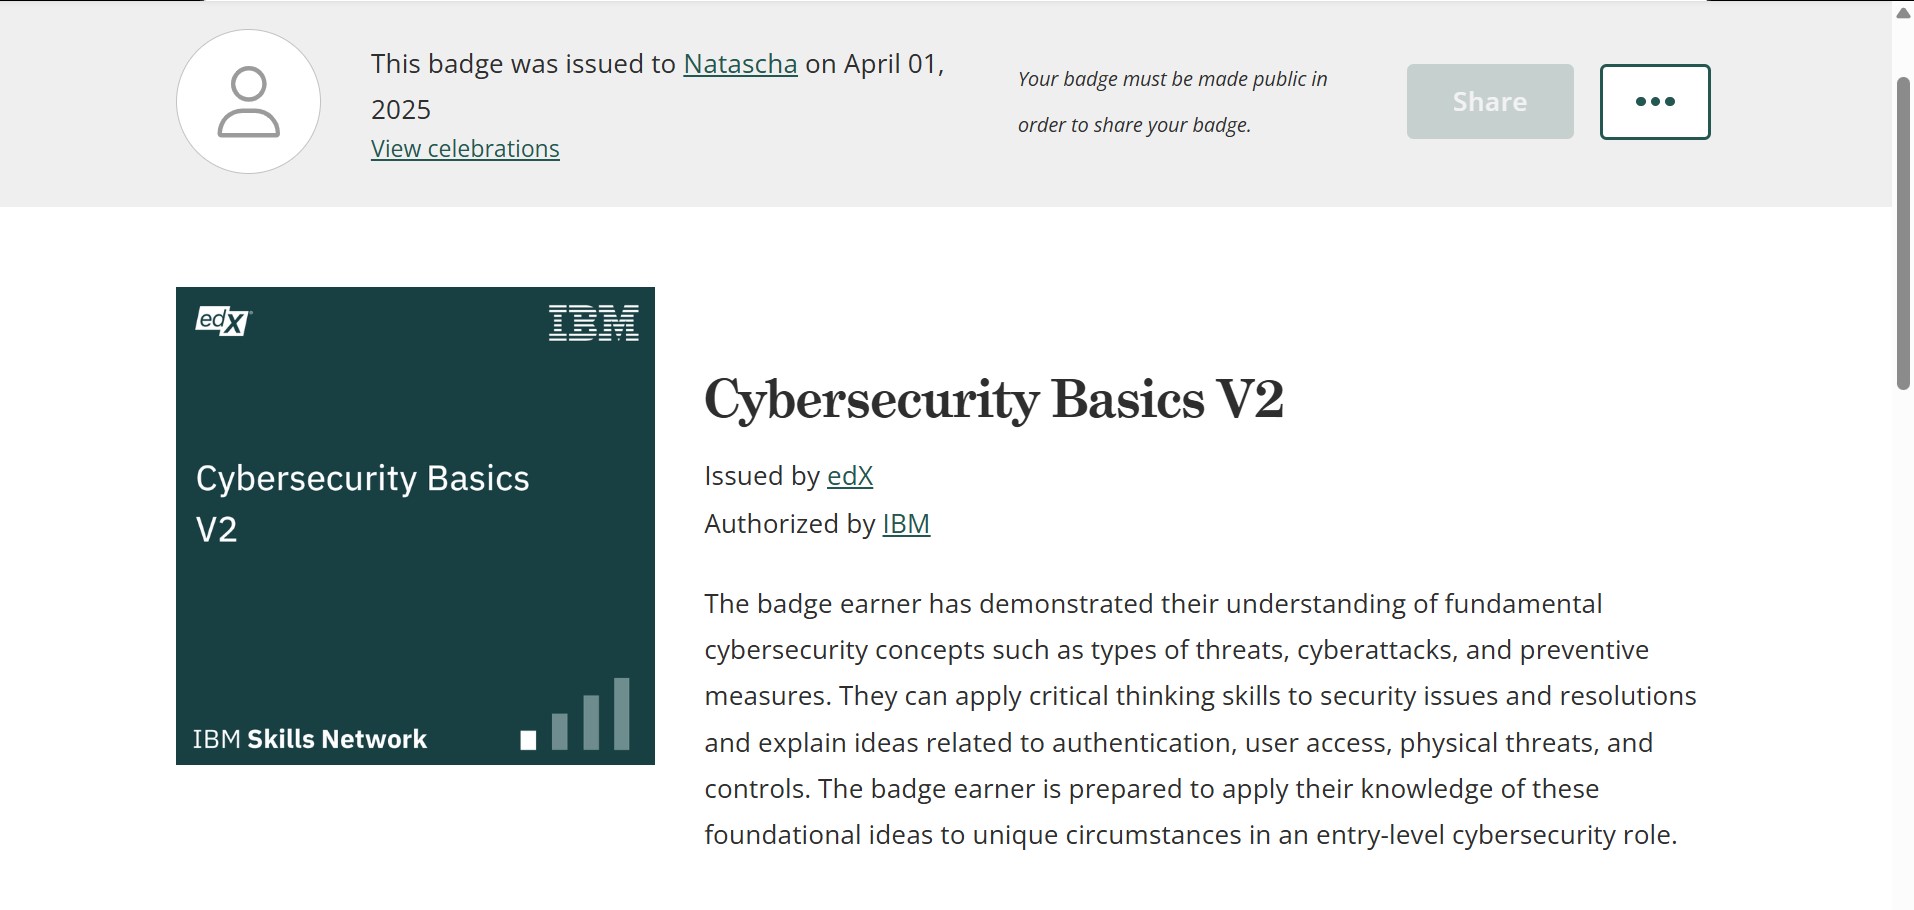 This badge was issued to Natascha on April 01,
2025
View celebrations
Your badge must be made public in
order to share your badge.
Share
edX
IBM
Cybersecurity Basics
V2
IBM Skills Network
Cybersecurity Basics V2
Issued by edX
Authorized by IBM
The badge earner has demonstrated their understanding of fundamental
cybersecurity concepts such as types of threats, cyberattacks, and preventive
measures. They can apply critical thinking skills to security issues and resolutions
and explain ideas related to authentication, user access, physical threats, and
controls. The badge earner is prepared to apply their knowledge of these
foundational ideas to unique circumstances in an entry-level cybersecurity role.